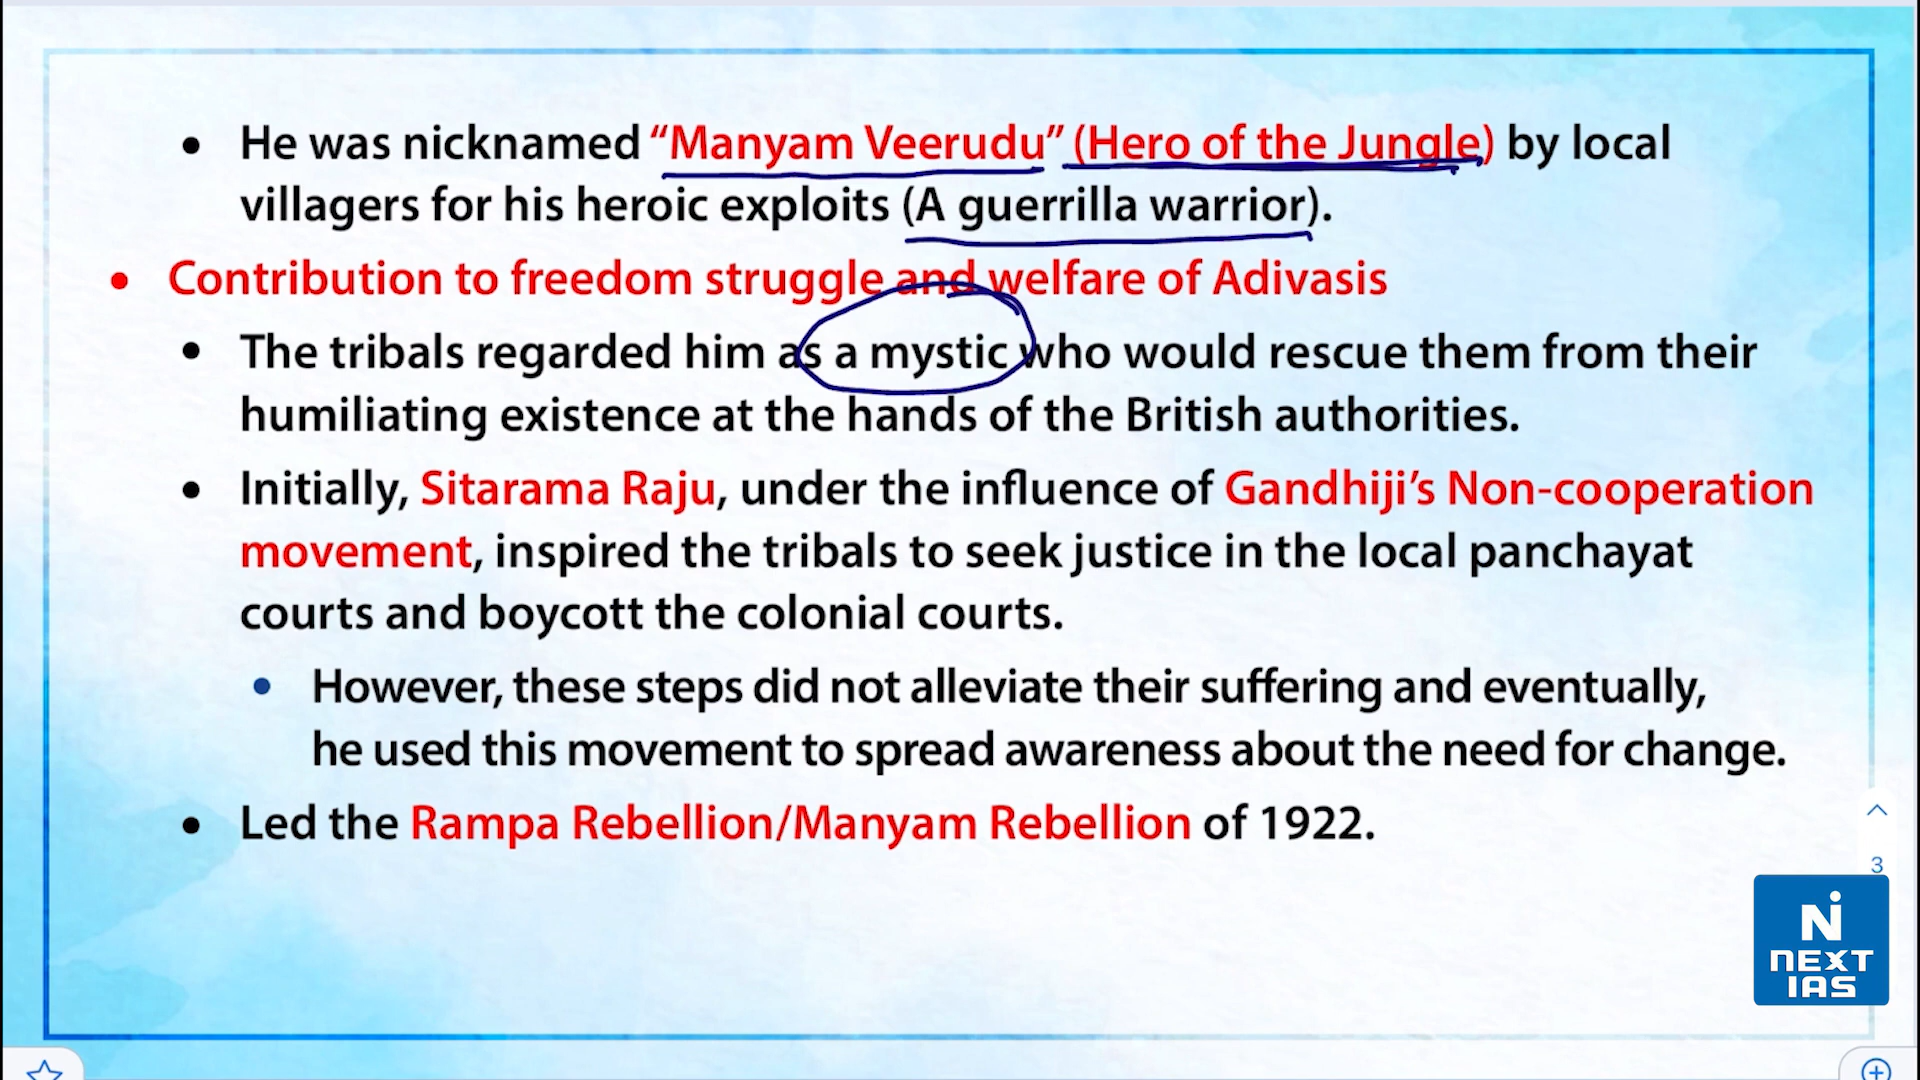 • He was nicknamed “Manyam Veerudu” (Hero of the Jungle) by local
villagers for his heroic exploits (A guerrilla warrior).
• Contribution to freedom struggle and welfare of Adivasis
• The tribals regarded him as a mystic who would rescue them from their
humiliating existence at the hands of the British authorities.
• Initially, Sitarama Raju, under the influence of Gandhiji’s Non-cooperation
movement, inspired the tribals to seek justice in the local panchayat
courts and boycott the colonial courts.
• However, these steps did not alleviate their suffering and eventually,
he used this movement to spread awareness about the need for change.
• Led the Rampa Rebellion/Manyam Rebellion of 1922.
3
N
NEXT
IAS